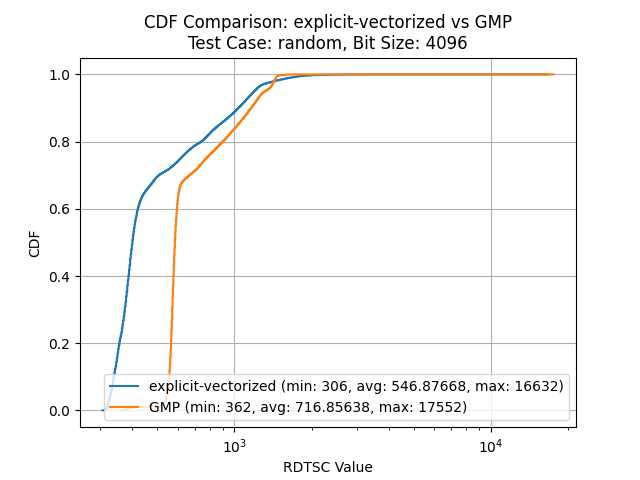 CDF Comparison: explicit-vectorized vs GMP
Test Case: random, Bit Size: 4096
1.0
0.8
0.6
0.4
0.2
0.0
CDF
explicit-vectorized (min: 306, avg: 546.87668, max: 16632)
GMP (min: 362, avg: 716.85638, max: 17552)
10³
10⁴
RDTSC Value